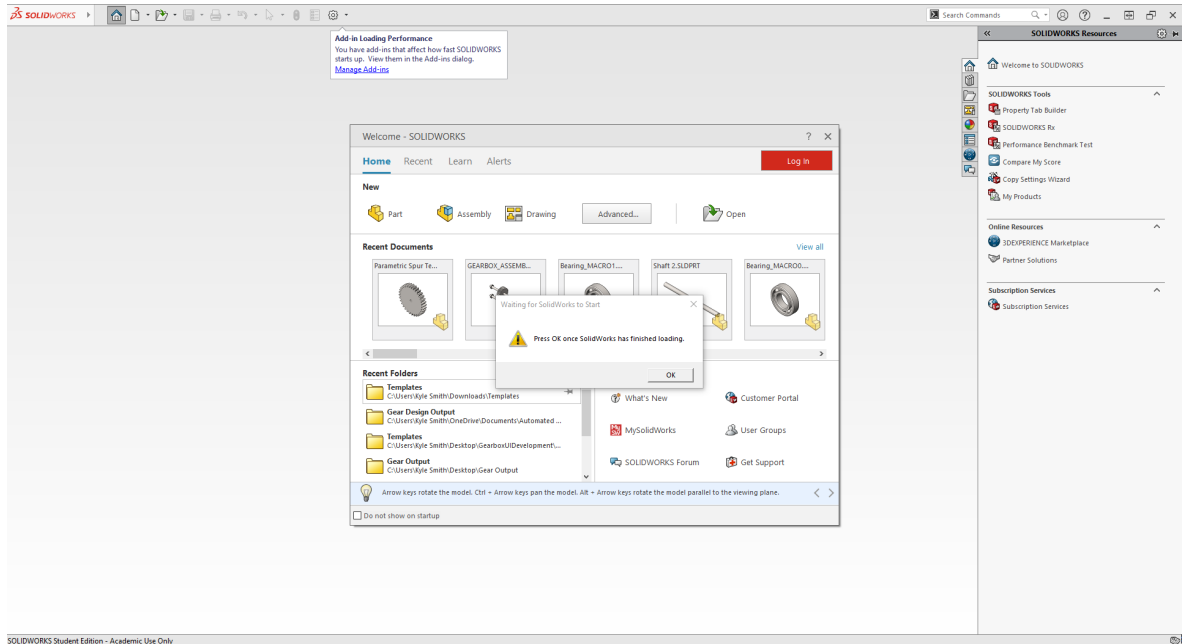 SOLIDWORKS
Search Commands
Add-in Loading Performance
You have add-ins that affect how fast SOLIDWORKS
starts up. View them in the Add-ins dialog.
Manage Add-ins
SOLIDWORKS Resources
Welcome to SOLIDWORKS
SOLIDWORKS Tools
Property Tab Builder
SOLIDWORKS Rx
Performance Benchmark Test
Compare My Score
Copy Settings Wizard
My Products
Online Resources
3DEXPERIENCE Marketplace
Partner Solutions
Subscription Services
Subscription Services
Welcome - SOLIDWORKS
Home Recent Learn Alerts Log In
New
Part Assembly Drawing Advanced... Open
Recent Documents View all
Parametric Spur Te... GEARBOX_ASSEMB... Bearing_MACRO1.... Shaft 2.SLDPRT Bearing_MACRO0....
Waiting for SolidWorks to Start
Press OK once SolidWorks has finished loading.
OK
Recent Folders
Templates
C:\Users\Kyle Smith\Downloads\Templates
Gear Design Output
C:\Users\Kyle Smith\OneDrive\Documents\Automated ...
Templates
C:\Users\Kyle Smith\Desktop\GearboxUIDevelopment\...
Gear Output
C:\Users\Kyle Smith\Desktop\Gear Output
What's New Customer Portal
MySolidWorks User Groups
SOLIDWORKS Forum Get Support
Arrow keys rotate the model. Ctrl + Arrow keys pan the model. Alt + Arrow keys rotate the model parallel to the viewing plane.
Do not show on startup
SOLIDWORKS Student Edition - Academic Use Only